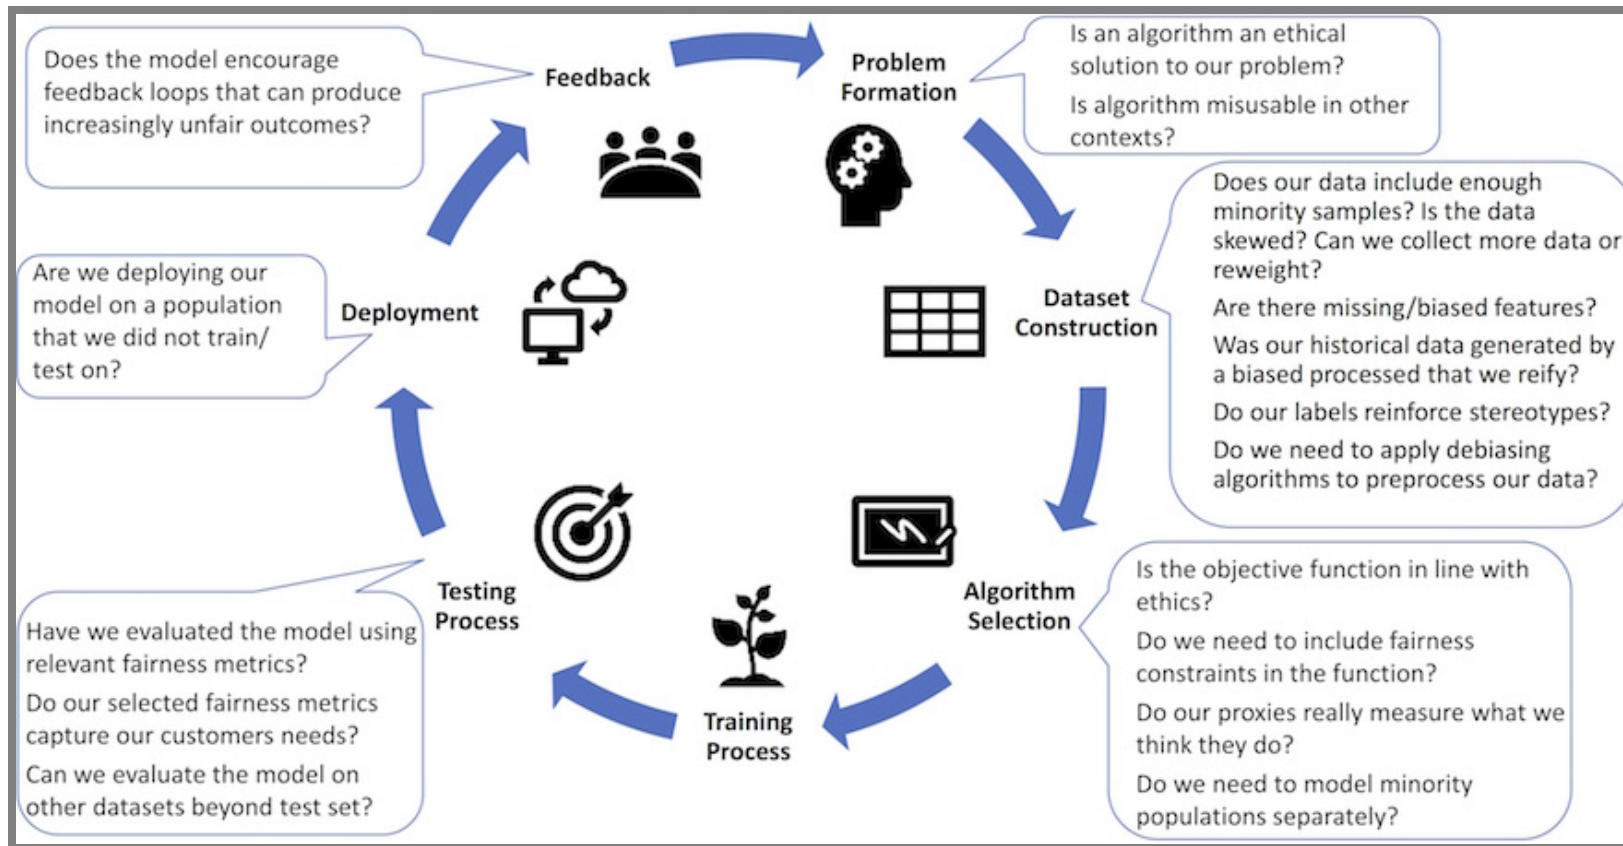 Feedback
Does the model encourage
feedback loops that can produce
increasingly unfair outcomes?
Problem
Formation
Is an algorithm an ethical
solution to our problem?
Is algorithm misusable in other
contexts?
Dataset
Construction
Does our data include enough
minority samples? Is the data
skewed? Can we collect more data or
reweight?
Are there missing/biased features?
Was our historical data generated by
a biased processed that we reify?
Do our labels reinforce stereotypes?
Do we need to apply debiasing
algorithms to preprocess our data?
Algorithm
Selection
Is the objective function in line with
ethics?
Do we need to include fairness
constraints in the function?
Do our proxies really measure what we
think they do?
Do we need to model minority
populations separately?
Training
Process
Testing
Process
Have we evaluated the model using
relevant fairness metrics?
Do our selected fairness metrics
capture our customers needs?
Can we evaluate the model on
other datasets beyond test set?
Deployment
Are we deploying our
model on a population
that we did not train/
test on?